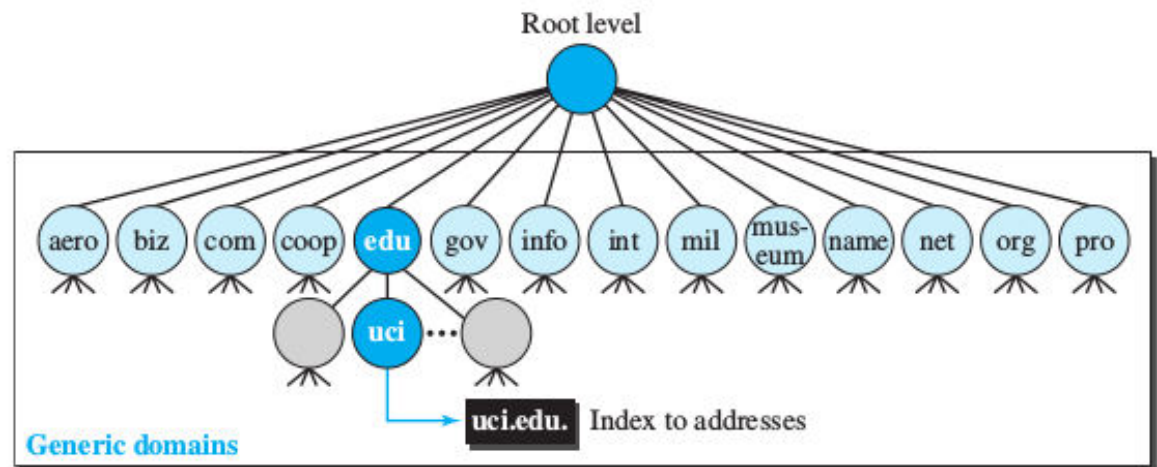 Root level
aero biz com coop edu gov info int mil mus-
eum name net org pro
uci
uci.edu. Index to addresses
Generic domains